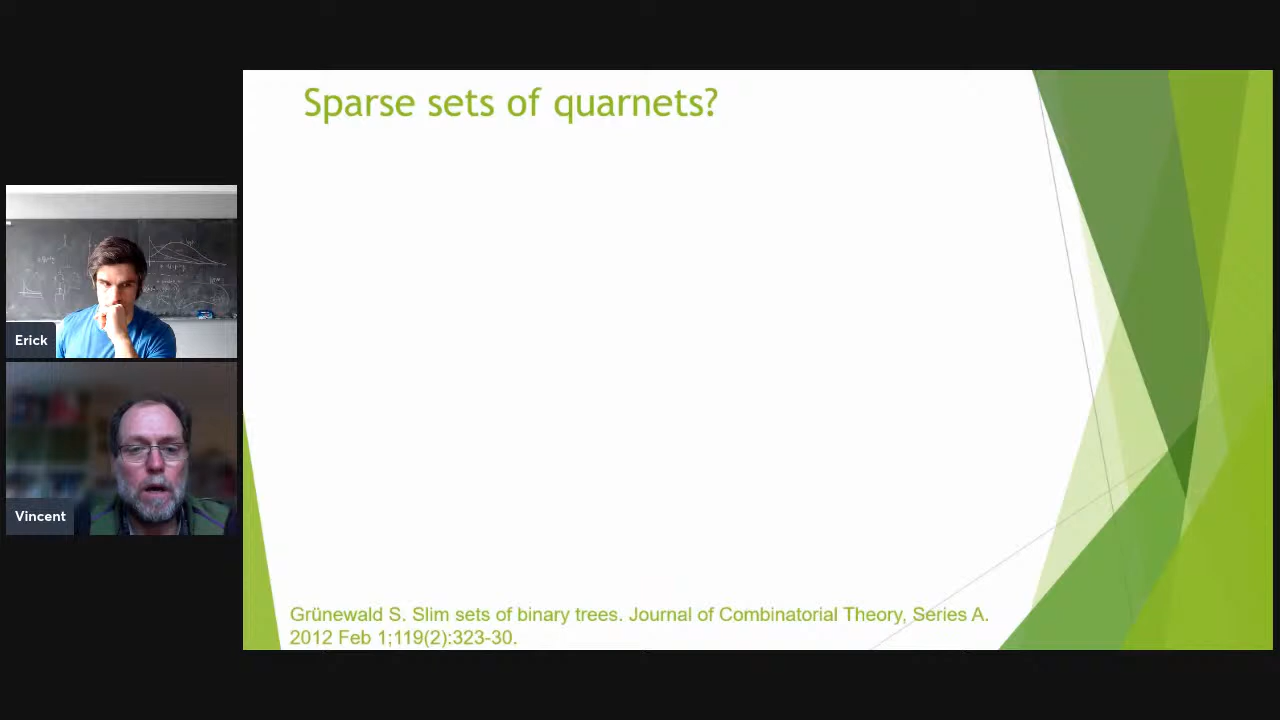 Sparse sets of quarnets?
Erick
Vincent
Grünewald S. Slim sets of binary trees. Journal of Combinatorial Theory, Series A.
2012 Feb 1;119(2):323-30.